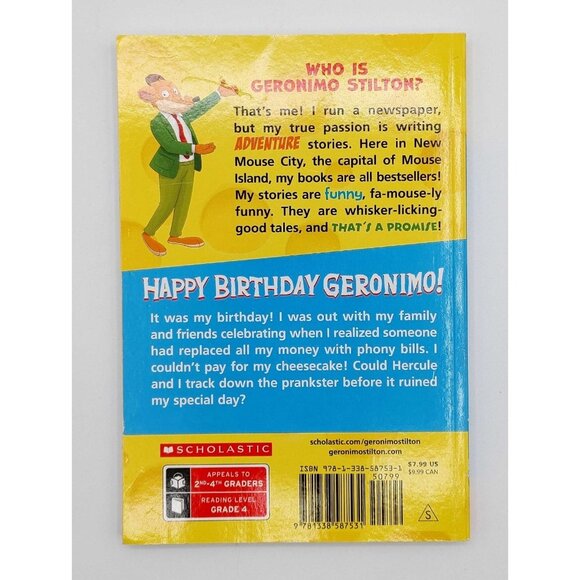 WHO IS
GERONIMO STILTON?
That's me! I run a newspaper,
but my true passion is writing
ADVENTURE stories. Here in New
Mouse City, the capital of Mouse
Island, my books are all bestsellers!
My stories are funny, fa-mouse-ly
funny. They are whisker-licking-
good tales, and THAT'S A PROMISE!
HAPPY BIRTHDAY GERONIMO!
It was my birthday! I was out with my family
and friends celebrating when I realized someone
had replaced all my money with phony bills. I
couldn't pay for my cheesecake! Could Hercule
and I track down the prankster before it ruined
my special day?
SCHOLASTIC
APPEALS TO
2ND-4TH GRADERS
READING LEVEL
GRADE 4
scholastic.com/geronimostilton
geronimostilton.com
ISBN 978-1-338-58753-1
50799
9 781338 587531
$7.99 US
$9.99 CAN
S